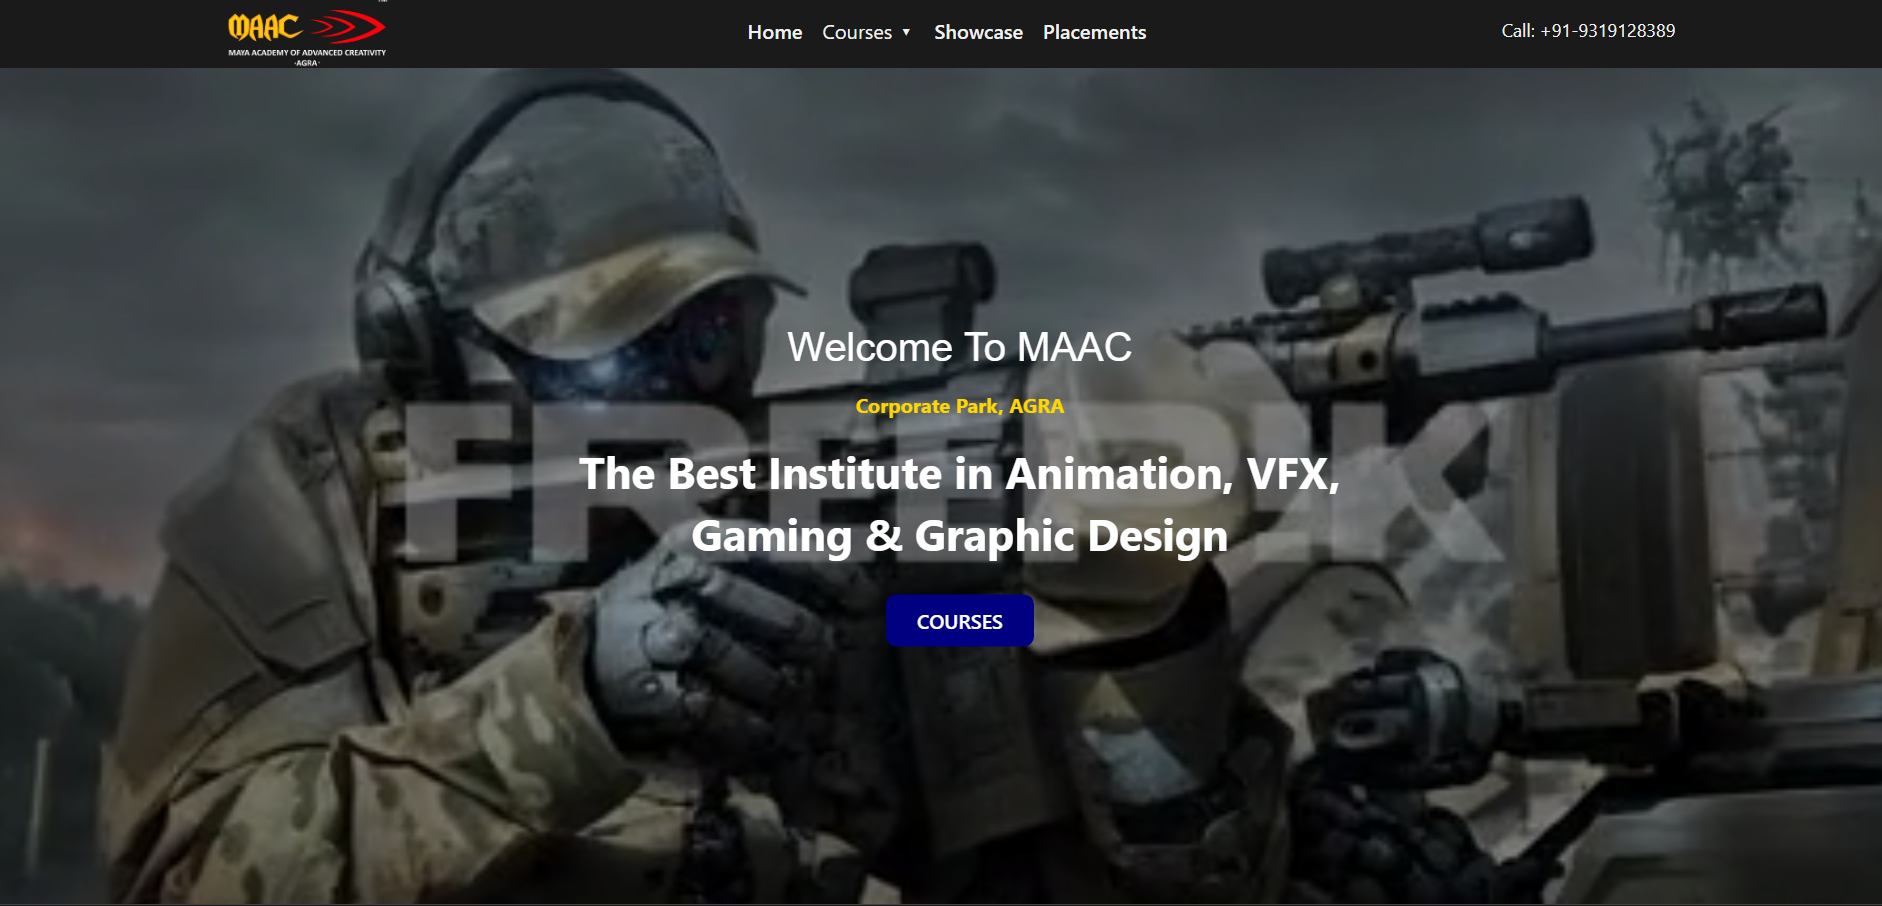 MAAC
MAYA ACADEMY OF ADVANCED CREATIVITY
-AGRA-
Home Courses ▼ Showcase Placements
Call: +91-9319128389
Welcome To MAAC
Corporate Park, AGRA
FREEPIK
The Best Institute in Animation, VFX,
Gaming & Graphic Design
COURSES